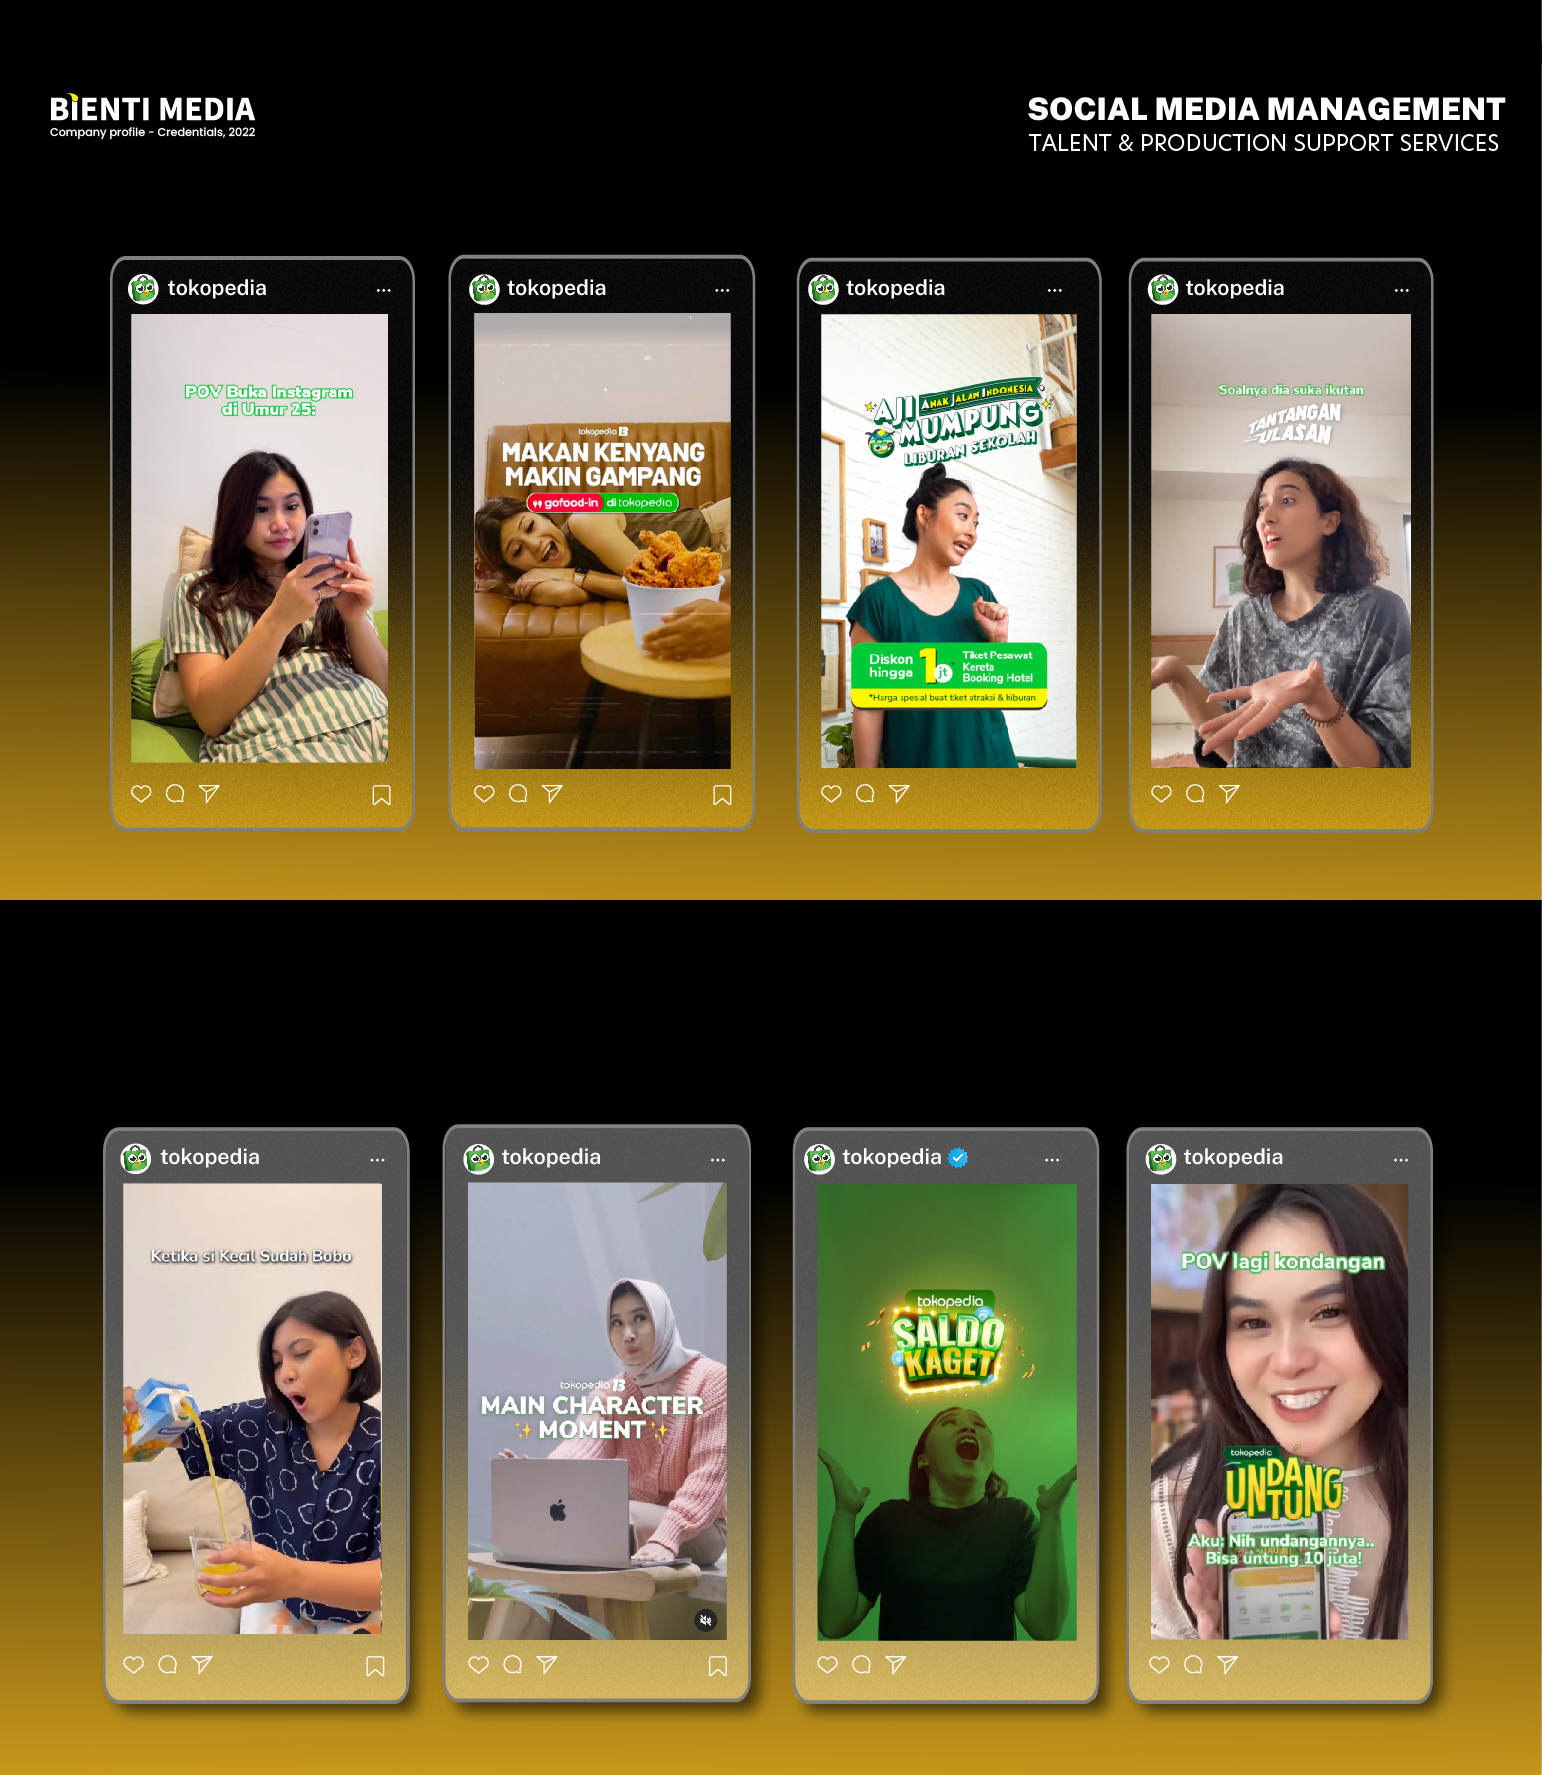 BIENTI MEDIA
Company profile - Credentials, 2022
SOCIAL MEDIA MANAGEMENT
TALENT & PRODUCTION SUPPORT SERVICES
tokopedia
POV Buka Instagram
di Umur 25:
tokopedia
tokopedia
MAKAN KENYANG
MAKIN GAMPANG
gofood-in di tokopedia
tokopedia
ANAK JALAN INDONESIA
AJI
MUMPUNG
LIBURAN SEKOLAH
Diskon
hingga
1jt
Tiket Pesawat
Kereta
Booking Hotel
*Harga spesial buat tiket atraksi & hiburan
tokopedia
Soalnya dia suka ikutan
TANTANGAN
ULASAN
tokopedia
Ketika si Kecil Sudah Bobo
tokopedia
tokopedia
MAIN CHARACTER
✨ MOMENT ✨
tokopedia
tokopedia
SALDO
KAGET
tokopedia
POV lagi kondangan
tokopedia
UNDANG
UNTUNG
Aku: Nih undangannya..
Bisa untung 10 juta!